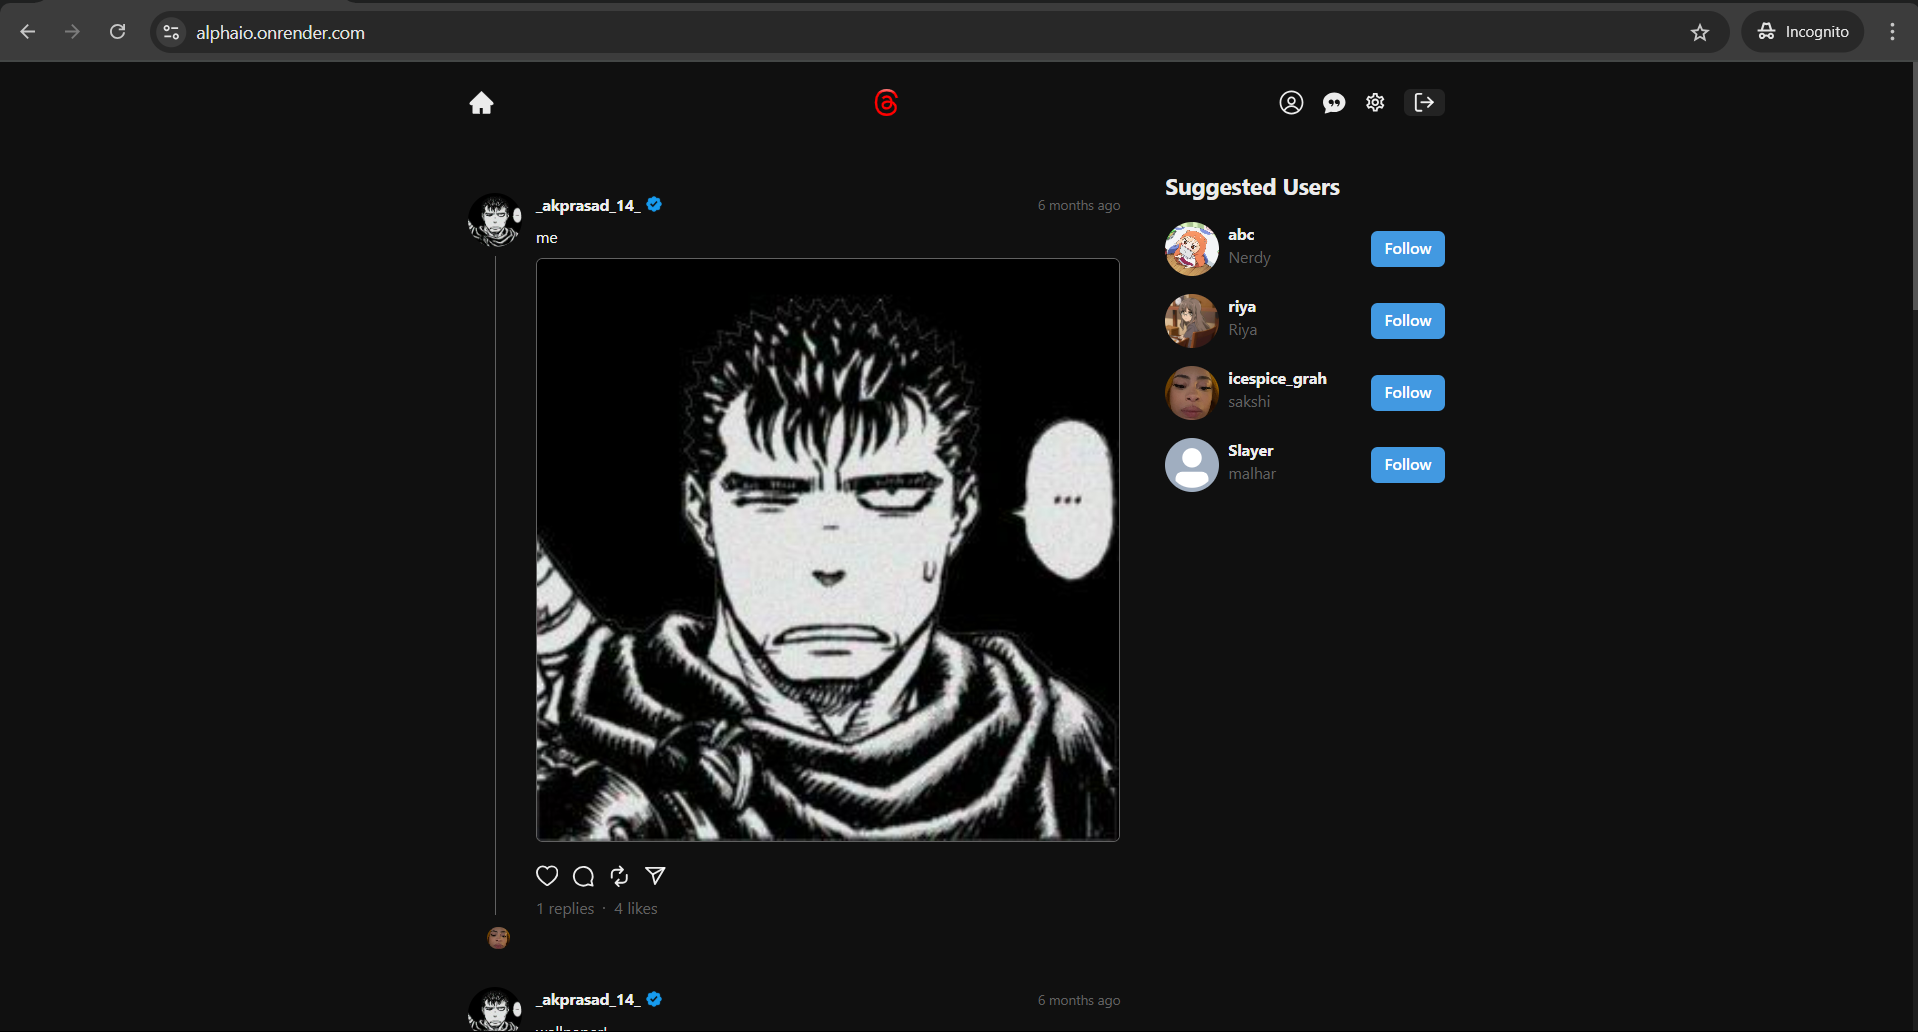 alphaio.onrender.com
Incognito
_akprasad_14_
6 months ago
me
...
1 replies · 4 likes
_akprasad_14_
6 months ago
Suggested Users
abc
Nerdy
Follow
riya
Riya
Follow
icespice_grah
sakshi
Follow
Slayer
malhar
Follow